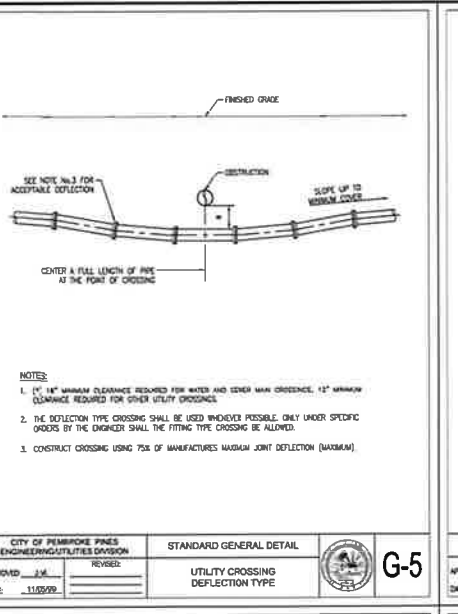 FINISHED GRADE
SEE NOTE No.3 FOR
ACCEPTABLE DEFLECTION
OBSTRUCTION
SLOPE UP TO
MINIMUM COVER
CENTER A FULL LENGTH OF PIPE
AT THE POINT OF CROSSING
NOTES:
1. 18" MINIMUM CLEARANCE REQUIRED FOR WATER AND SEWER MAIN CROSSINGS, 12" MINIMUM
CLEARANCE REQUIRED FOR OTHER UTILITY CROSSINGS.
2. THE DEFLECTION TYPE CROSSING SHALL BE USED WHENEVER POSSIBLE. ONLY UNDER SPECIFIC
ORDERS BY THE ENGINEER SHALL THE FITTING TYPE CROSSING BE ALLOWED.
3. CONSTRUCT CROSSING USING 75% OF MANUFACTURES MAXIMUM JOINT DEFLECTION (MAXIMUM).
CITY OF PEMBROKE PINES
ENGINEERING/UTILITIES DIVISION
STANDARD GENERAL DETAIL
OVED J.M.
REVISED:
11/05/99
UTILITY CROSSING
DEFLECTION TYPE
G-5